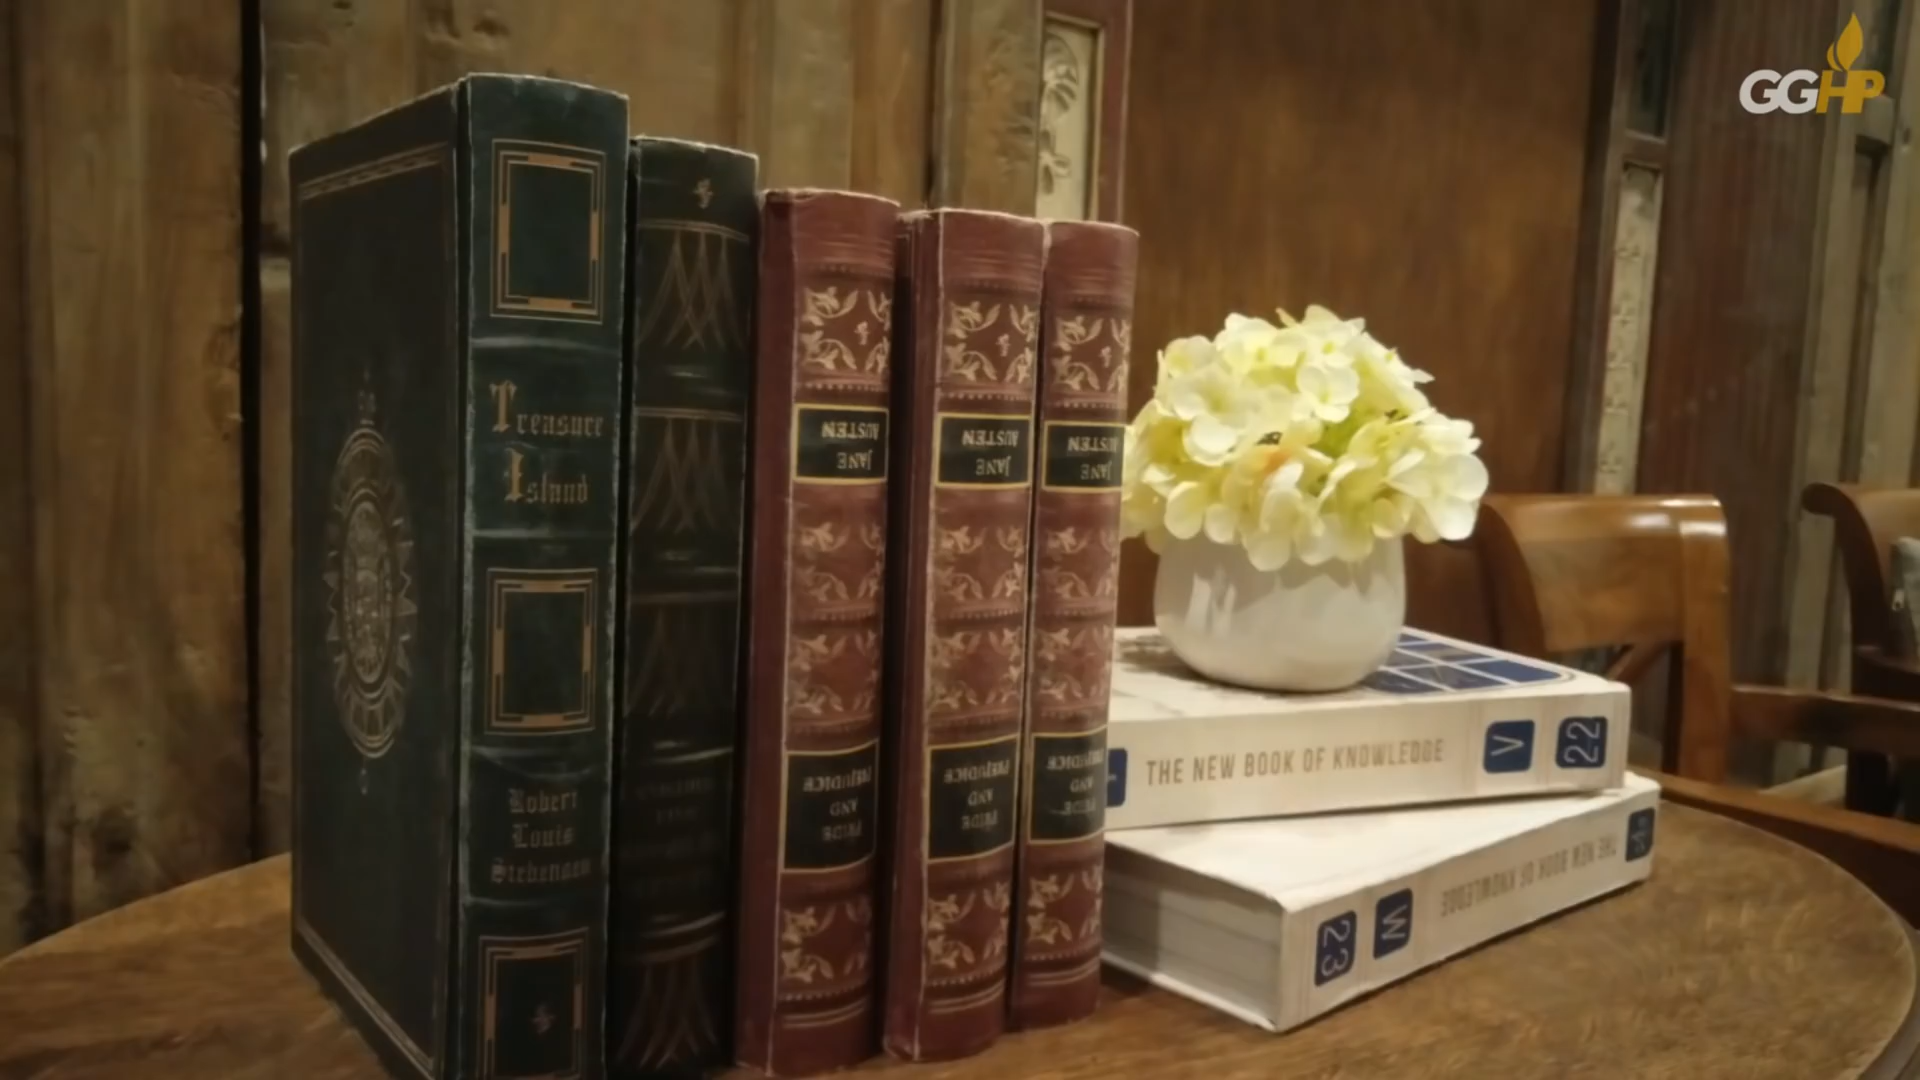 GGHP
Treasure
Island
Robert
Louis
Stevenson
JANE
AUSTEN
PRIDE
AND
PREJUDICE
JANE
AUSTEN
PRIDE
AND
PREJUDICE
JANE
AUSTEN
PRIDE
AND
PREJUDICE
THE NEW BOOK OF KNOWLEDGE V 22
THE NEW BOOK OF KNOWLEDGE W 23